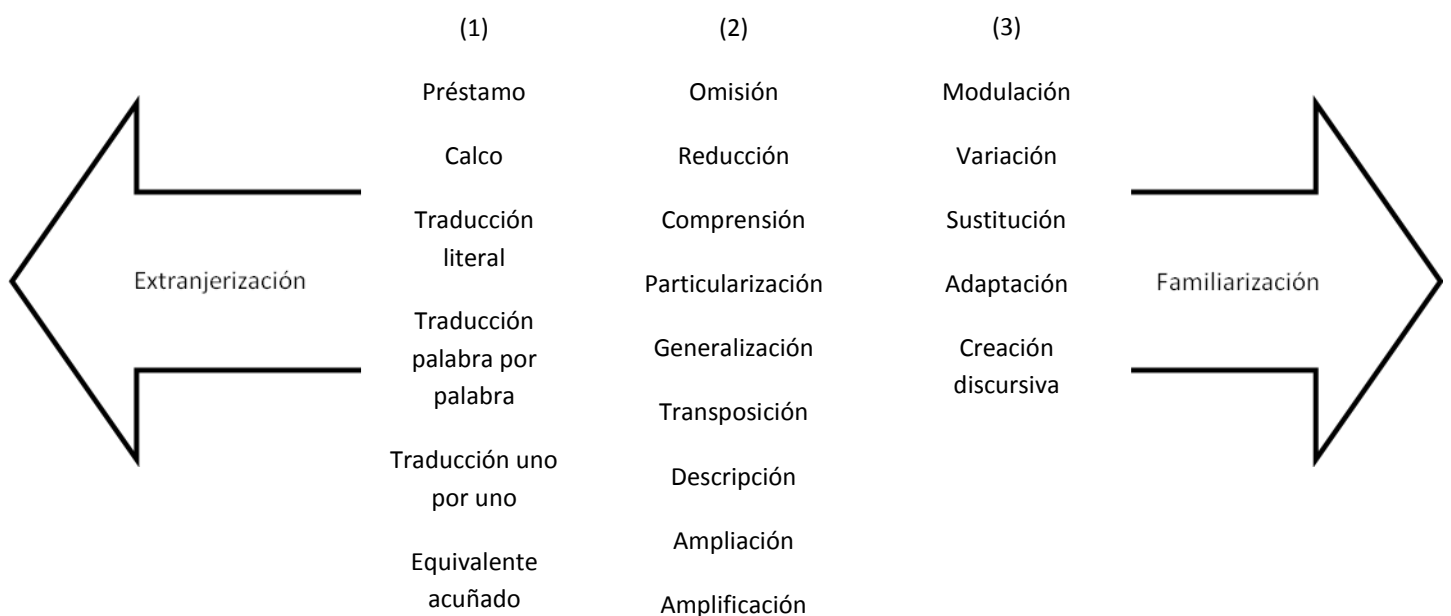 (1)
(2)
(3)
Préstamo
Calco
Traducción
literal
Traducción
palabra por
palabra
Traducción uno
por uno
Equivalente
acuñado
Omisión
Reducción
Comprensión
Particularización
Generalización
Transposición
Descripción
Ampliación
Amplificación
Modulación
Variación
Sustitución
Adaptación
Creación
discursiva
Extranjerización
Familiarización